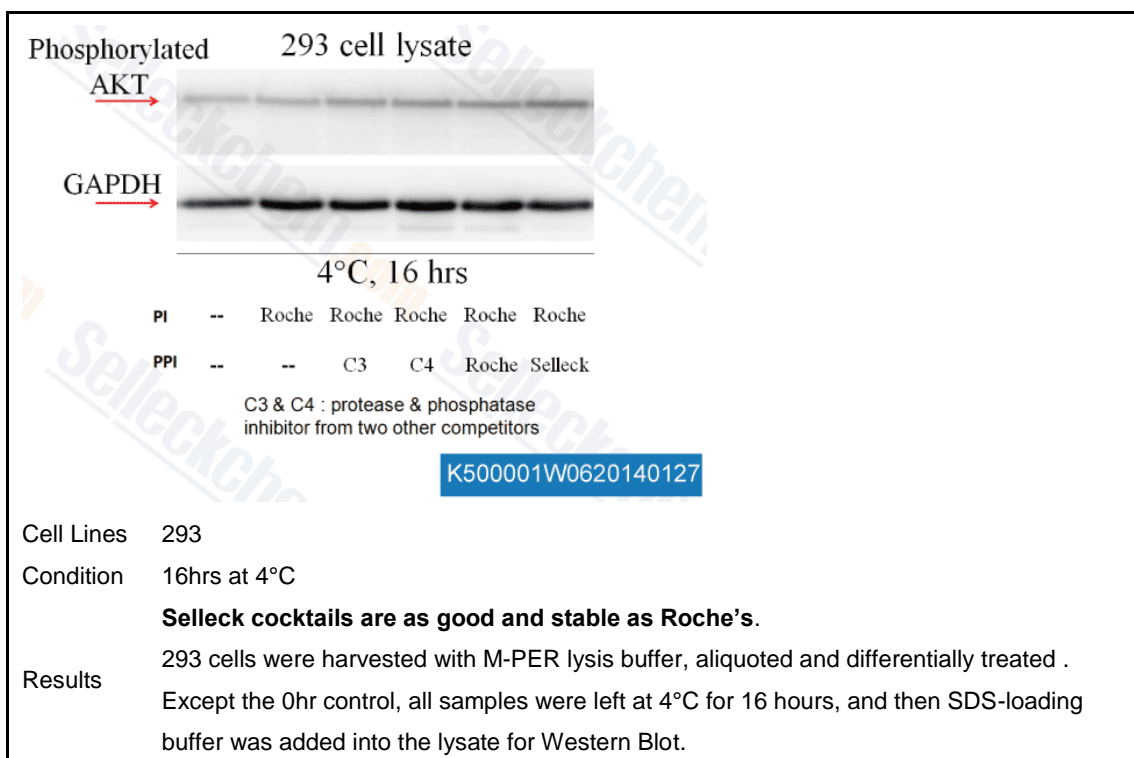 Phosphorylated 293 cell lysate
AKT
GAPDH
4°C, 16 hrs
PI -- Roche Roche Roche Roche Roche
PPI -- -- C3 C4 Roche Selleck
C3 & C4 : protease & phosphatase
inhibitor from two other competitors
K500001W0620140127
Cell Lines 293
Condition 16hrs at 4°C
Results
Selleck cocktails are as good and stable as Roche's.
293 cells were harvested with M-PER lysis buffer, aliquoted and differentially treated .
Except the 0hr control, all samples were left at 4°C for 16 hours, and then SDS-loading
buffer was added into the lysate for Western Blot.
Selleckchem.com
Selleckchem
Selleckchem